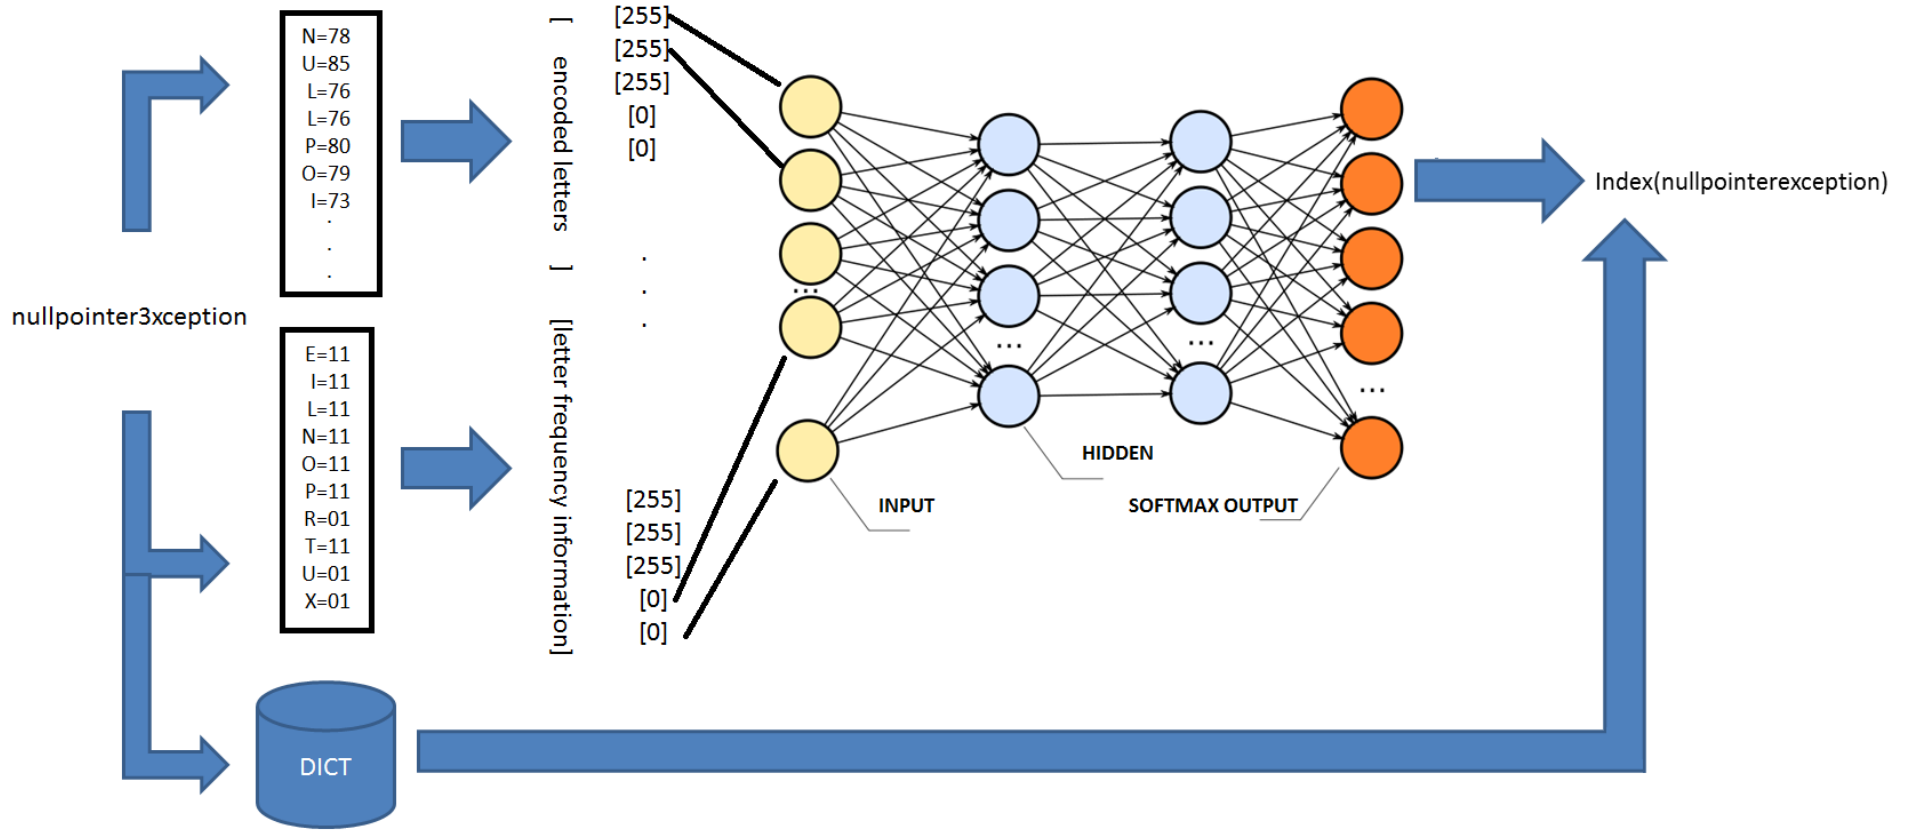 nullpointer3xception
N=78
U=85
L=76
L=76
P=80
O=79
I=73
.
.
.
E=11
I=11
L=11
N=11
O=11
P=11
R=01
T=11
U=01
X=01
DICT
[ encoded letters ]
[letter frequency information]
[255]
[255]
[255]
[0]
[0]
.
.
.
[255]
[255]
[255]
[0]
[0]
...
...
...
...
INPUT
HIDDEN
SOFTMAX OUTPUT
Index(nullpointerexception)